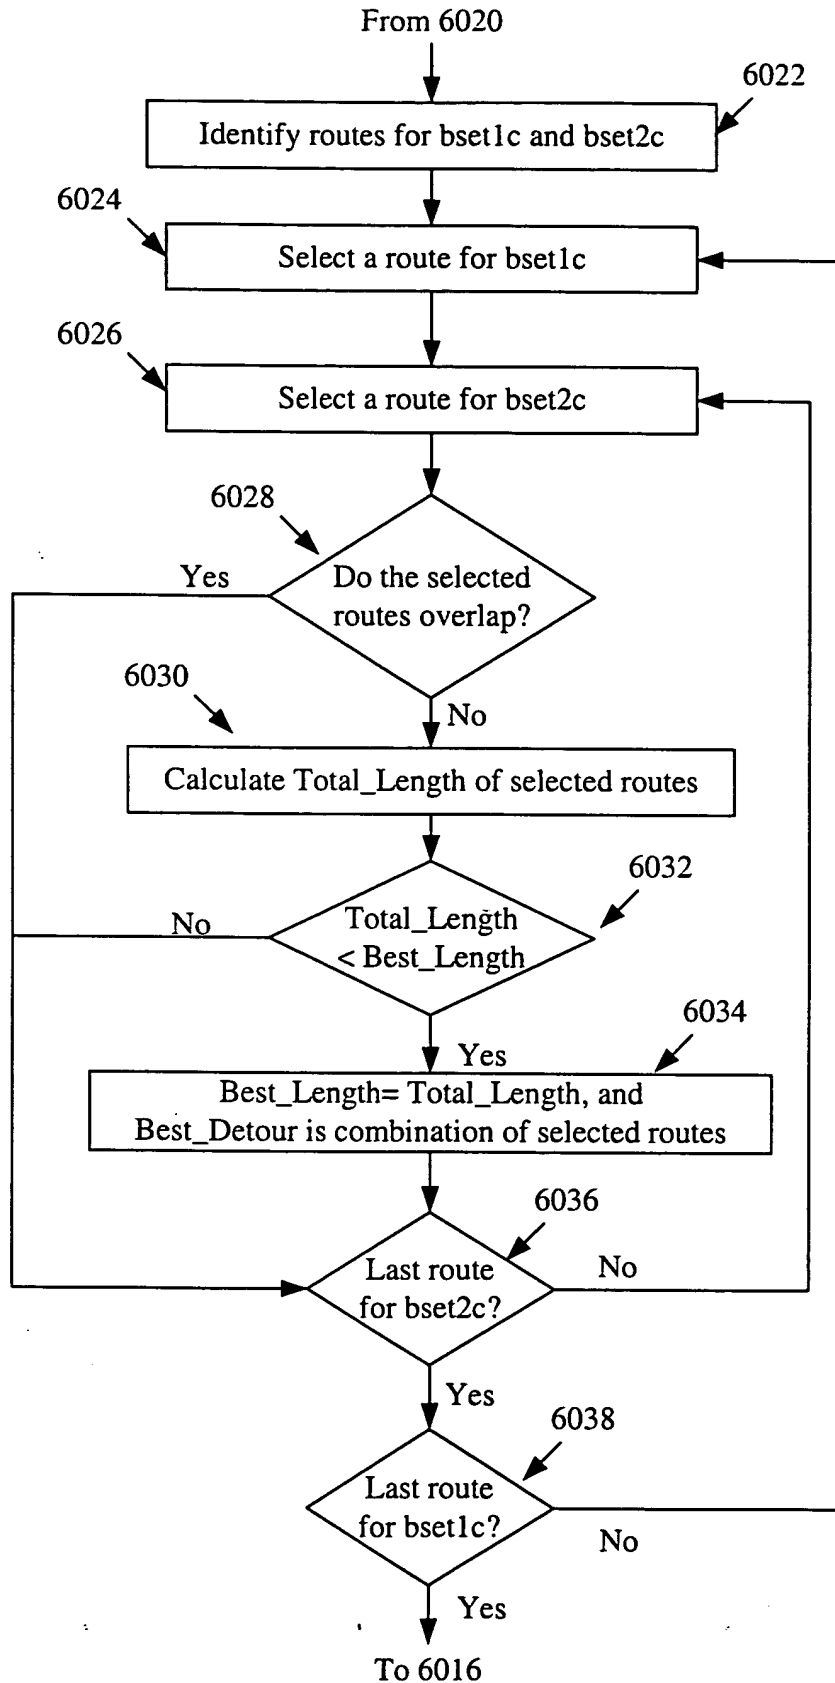 From 6020
6022
Identify routes for bset1c and bset2c
6024
Select a route for bset1c
6026
Select a route for bset2c
6028
Yes
Do the selected
routes overlap?
6030
No
Calculate Total_Length of selected routes
6032
No
Total_Length
< Best_Length
6034
Yes
Best_Length= Total_Length, and
Best_Detour is combination of selected routes
6036
Last route
for bset2c?
No
Yes
6038
Last route
for bset1c?
No
Yes
To 6016